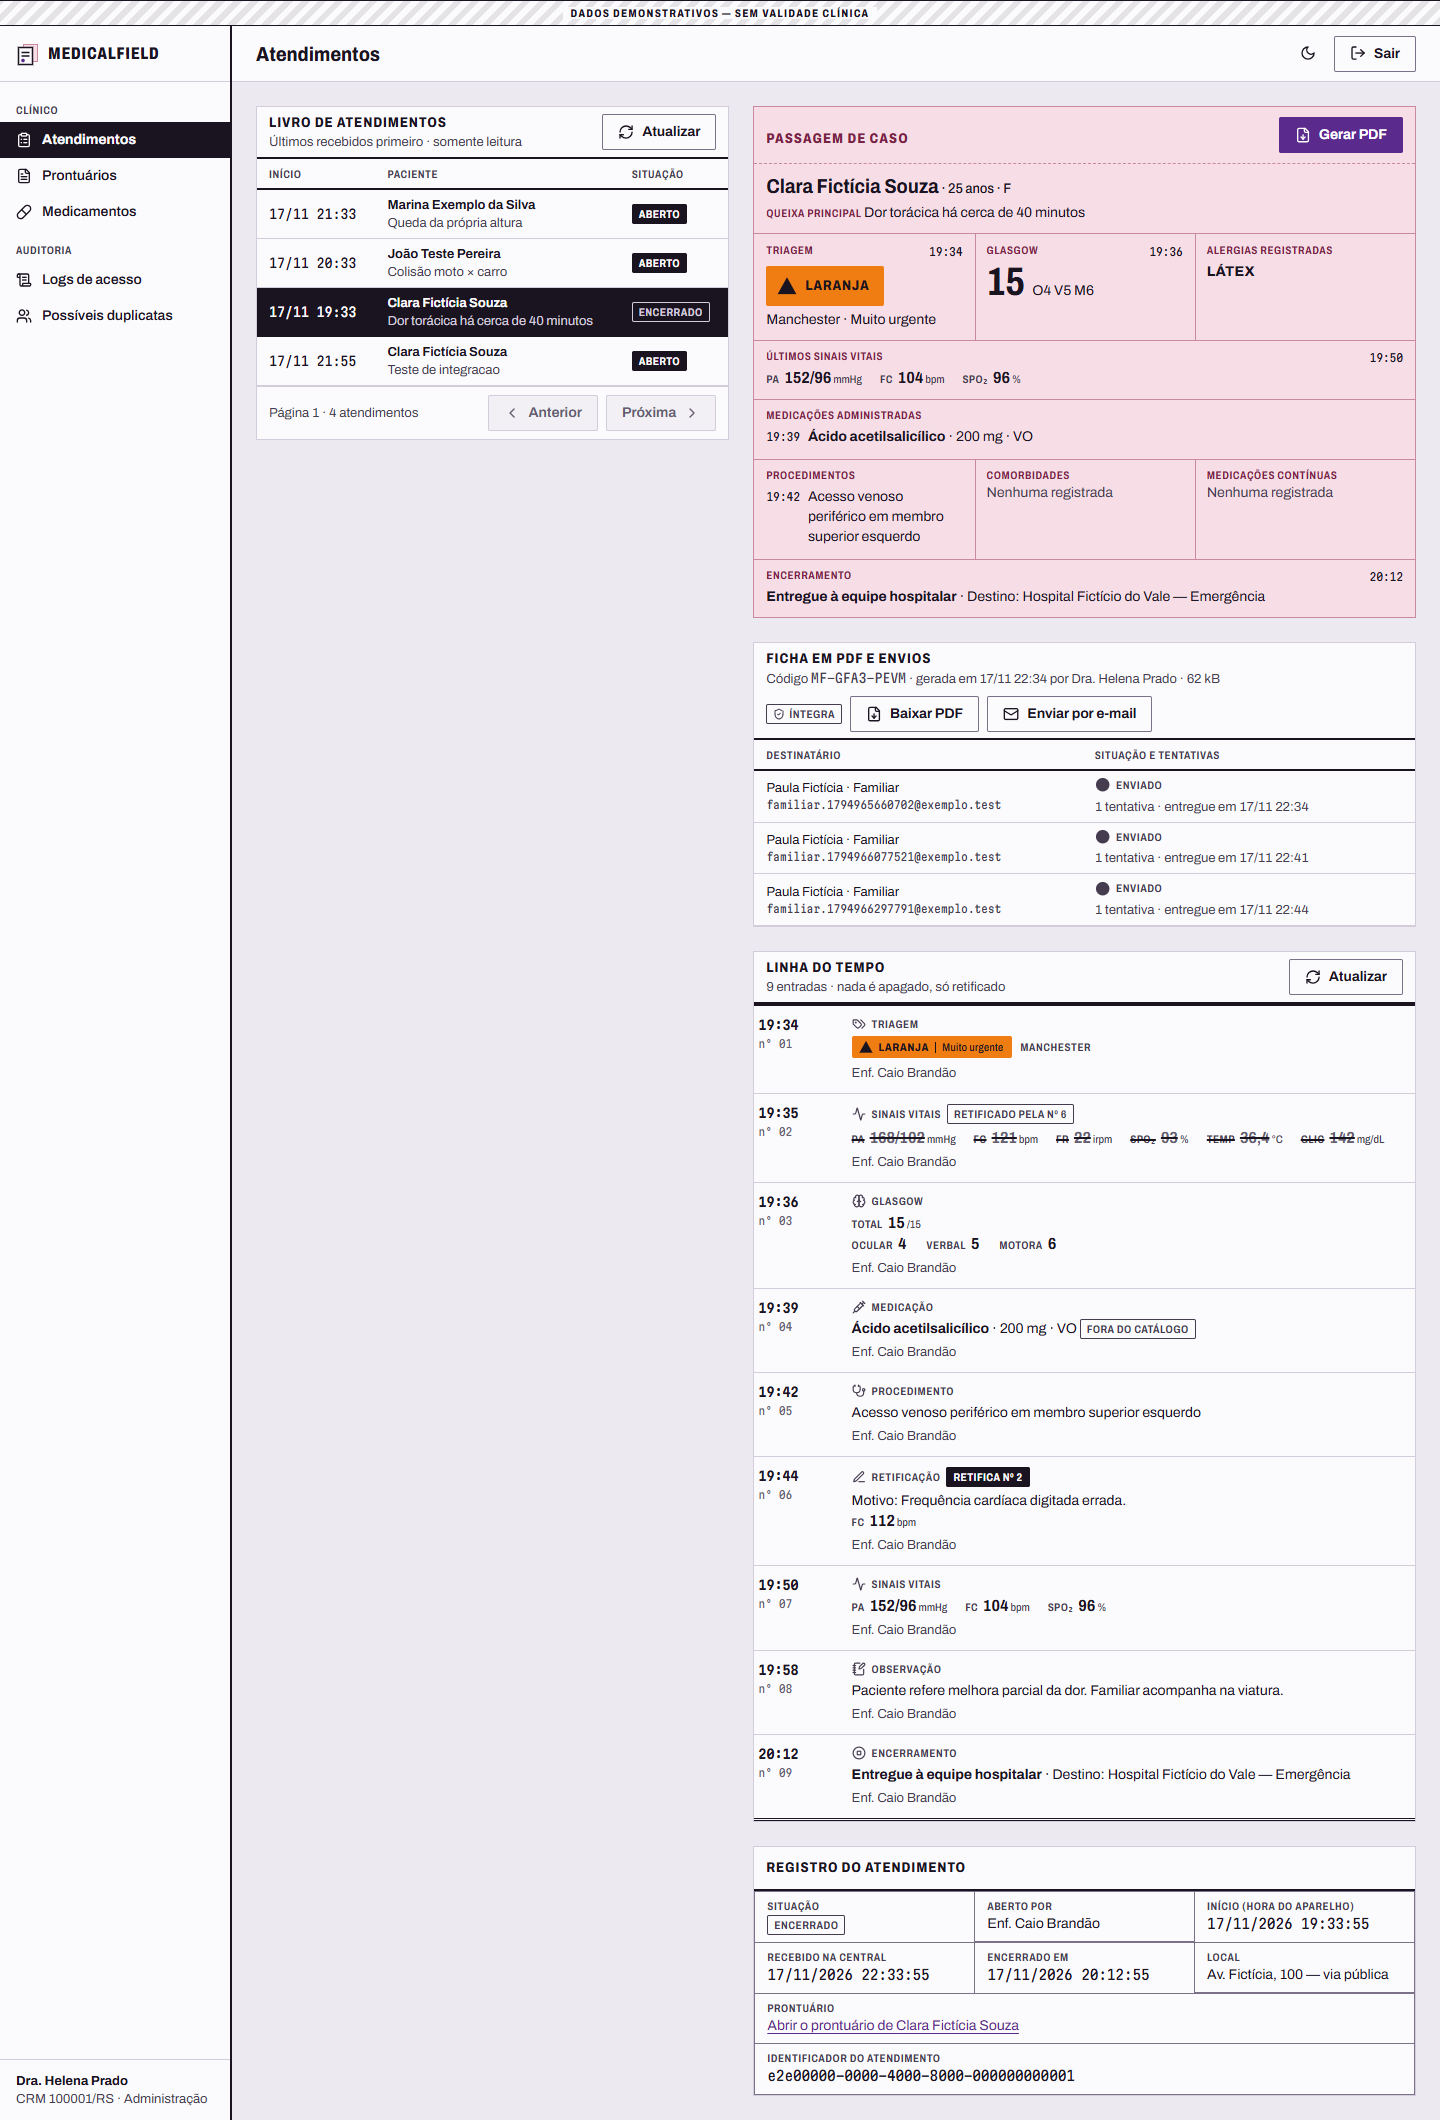 DADOS DEMONSTRATIVOS — SEM VALIDADE CLÍNICA
MEDICALFIELD
Atendimentos
Sair
CLÍNICO
Atendimentos
Prontuários
Medicamentos
AUDITORIA
Logs de acesso
Possíveis duplicatas
LIVRO DE ATENDIMENTOS
Últimos recebidos primeiro · somente leitura
Atualizar
INÍCIO PACIENTE SITUAÇÃO
17/11 21:33 Marina Exemplo da Silva ABERTO
Queda da própria altura
17/11 20:33 João Teste Pereira ABERTO
Colisão moto × carro
17/11 19:33 Clara Fictícia Souza ENCERRADO
Dor torácica há cerca de 40 minutos
17/11 21:55 Clara Fictícia Souza ABERTO
Teste de integracao
Página 1 · 4 atendimentos Anterior Próxima
PASSAGEM DE CASO Gerar PDF
Clara Fictícia Souza · 25 anos · F
QUEIXA PRINCIPAL Dor torácica há cerca de 40 minutos
TRIAGEM 19:34
LARANJA
Manchester · Muito urgente
GLASGOW 19:36
15 O4 V5 M6
ALERGIAS REGISTRADAS
LÁTEX
ÚLTIMOS SINAIS VITAIS 19:50
PA 152/96 mmHg FC 104 bpm SPO₂ 96 %
MEDICAÇÕES ADMINISTRADAS
19:39 Ácido acetilsalicílico · 200 mg · VO
PROCEDIMENTOS
19:42 Acesso venoso
periférico em membro
superior esquerdo
COMORBIDADES
Nenhuma registrada
MEDICAÇÕES CONTÍNUAS
Nenhuma registrada
ENCERRAMENTO 20:12
Entregue à equipe hospitalar · Destino: Hospital Fictício do Vale — Emergência
FICHA EM PDF E ENVIOS
Código MF-GFA3-PEVM · gerada em 17/11 22:34 por Dra. Helena Prado · 62 kB
ÍNTEGRA Baixar PDF Enviar por e-mail
DESTINATÁRIO SITUAÇÃO E TENTATIVAS
Paula Fictícia · Familiar ENVIADO
familiar.1794965660702@exemplo.test 1 tentativa · entregue em 17/11 22:34
Paula Fictícia · Familiar ENVIADO
familiar.1794966077521@exemplo.test 1 tentativa · entregue em 17/11 22:41
Paula Fictícia · Familiar ENVIADO
familiar.1794966297791@exemplo.test 1 tentativa · entregue em 17/11 22:44
LINHA DO TEMPO
9 entradas · nada é apagado, só retificado
Atualizar
19:34 TRIAGEM
n° 01 LARANJA | Muito urgente MANCHESTER
Enf. Caio Brandão
19:35 SINAIS VITAIS RETIFICADO PELA Nº 6
n° 02 PA 168/102 mmHg FC 121 bpm FR 22 irpm SPO₂ 93 % TEMP 36,4 °C GLIC 142 mg/dL
Enf. Caio Brandão
19:36 GLASGOW
n° 03 TOTAL 15 /15
OCULAR 4 VERBAL 5 MOTORA 6
Enf. Caio Brandão
19:39 MEDICAÇÃO
n° 04 Ácido acetilsalicílico · 200 mg · VO FORA DO CATÁLOGO
Enf. Caio Brandão
19:42 PROCEDIMENTO
n° 05 Acesso venoso periférico em membro superior esquerdo
Enf. Caio Brandão
19:44 RETIFICAÇÃO RETIFICA Nº 2
n° 06 Motivo: Frequência cardíaca digitada errada.
FC 112 bpm
Enf. Caio Brandão
19:50 SINAIS VITAIS
n° 07 PA 152/96 mmHg FC 104 bpm SPO₂ 96 %
Enf. Caio Brandão
19:58 OBSERVAÇÃO
n° 08 Paciente refere melhora parcial da dor. Familiar acompanha na viatura.
Enf. Caio Brandão
20:12 ENCERRAMENTO
n° 09 Entregue à equipe hospitalar · Destino: Hospital Fictício do Vale — Emergência
Enf. Caio Brandão
REGISTRO DO ATENDIMENTO
SITUAÇÃO ABERTO POR INÍCIO (HORA DO APARELHO)
ENCERRADO Enf. Caio Brandão 17/11/2026 19:33:55
RECEBIDO NA CENTRAL ENCERRADO EM LOCAL
17/11/2026 22:33:55 17/11/2026 20:12:55 Av. Fictícia, 100 — via pública
PRONTUÁRIO
Abrir o prontuário de Clara Fictícia Souza
IDENTIFICADOR DO ATENDIMENTO
e2e00000-0000-4000-8000-000000000001
Dra. Helena Prado
CRM 100001/RS · Administração